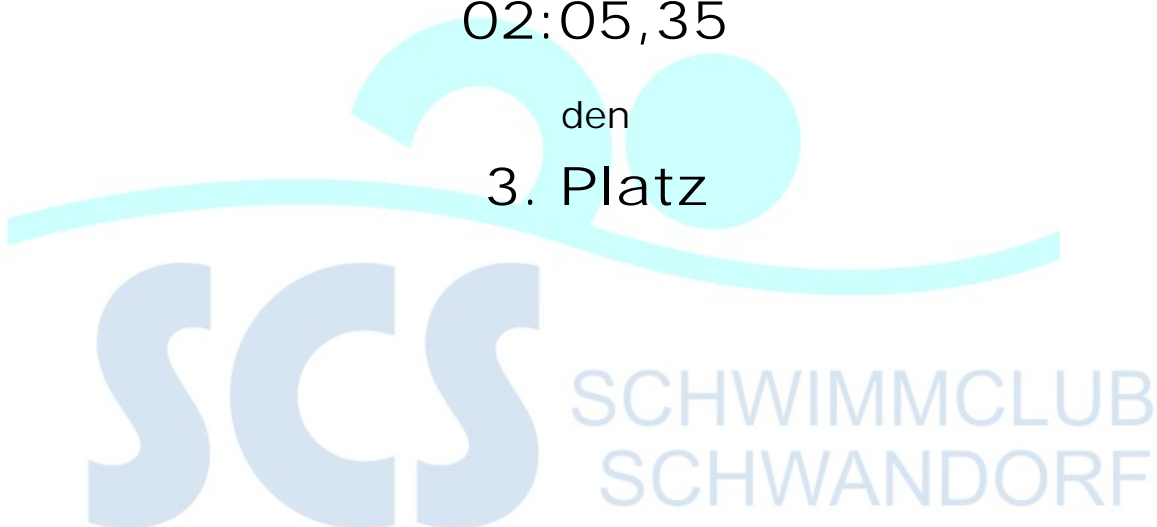 02:05,35
den
3. Platz
SCS
SCHWIMMCLUB
SCHWANDORF